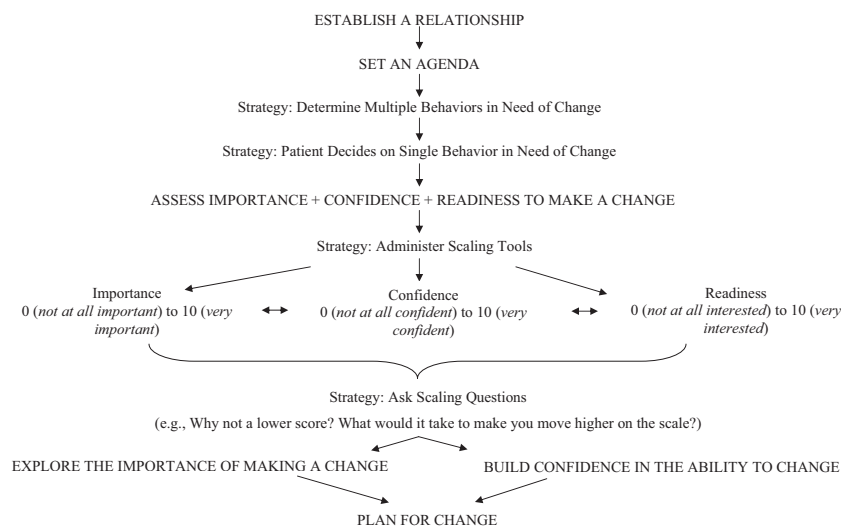 ESTABLISH A RELATIONSHIP
SET AN AGENDA
Strategy: Determine Multiple Behaviors in Need of Change
Strategy: Patient Decides on Single Behavior in Need of Change
ASSESS IMPORTANCE + CONFIDENCE + READINESS TO MAKE A CHANGE
Strategy: Administer Scaling Tools
Importance
0 (not at all important) to 10 (very
important)
Confidence
0 (not at all confident) to 10 (very
confident)
Readiness
0 (not at all interested) to 10 (very
interested)
Strategy: Ask Scaling Questions
(e.g., Why not a lower score? What would it take to make you move higher on the scale?)
EXPLORE THE IMPORTANCE OF MAKING A CHANGE
BUILD CONFIDENCE IN THE ABILITY TO CHANGE
PLAN FOR CHANGE